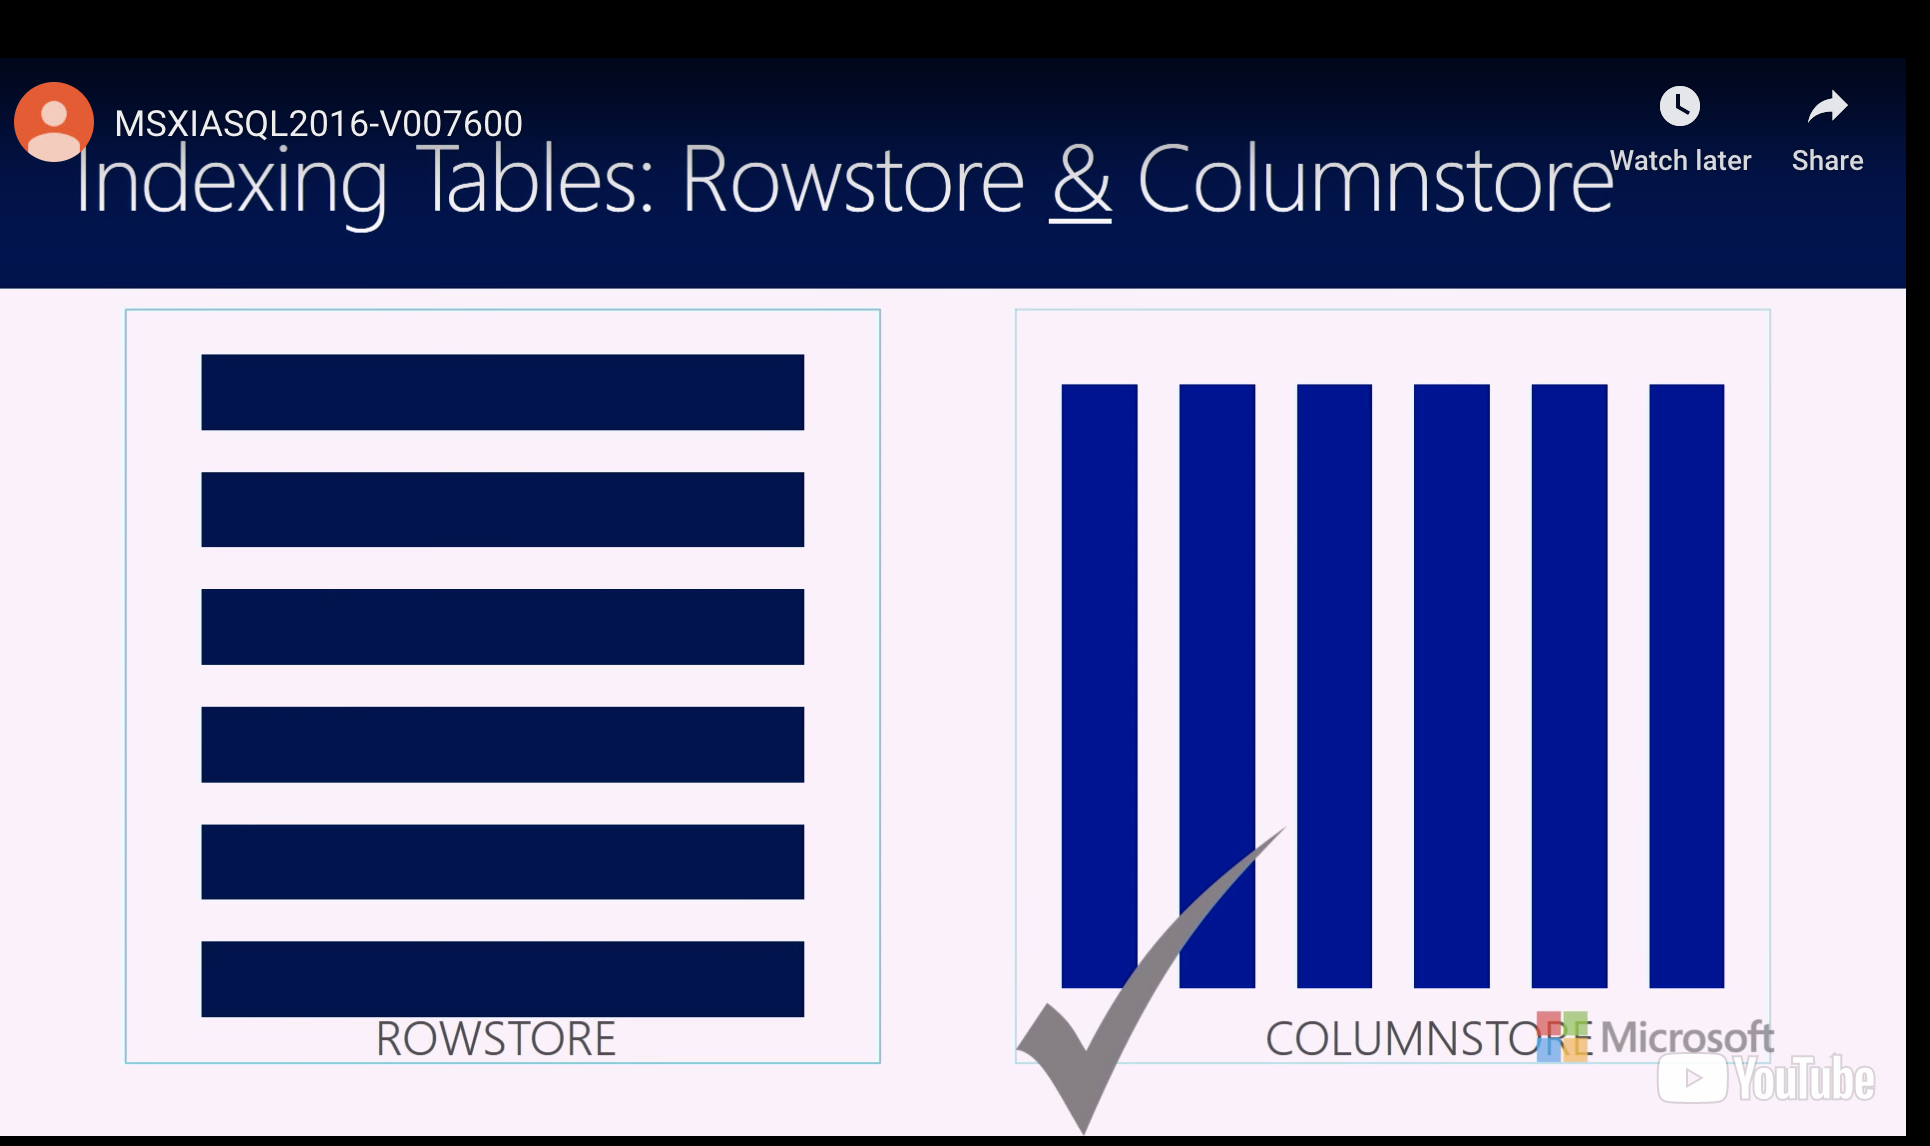 MSXIASQL2016-V007600
Watch later
Share
Indexing Tables: Rowstore & Columnstore
ROWSTORE
COLUMNSTORE
Microsoft
YouTube